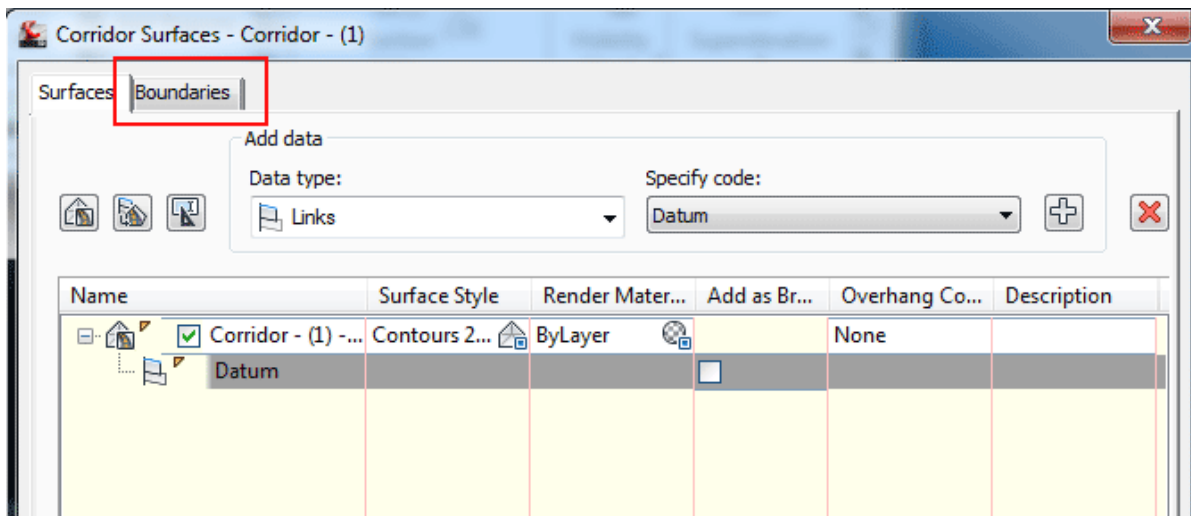 Corridor Surfaces - Corridor - (1)
Surfaces Boundaries
Add data
Data type: Specify code:
Links Datum
Name Surface Style Render Mater... Add as Br... Overhang Co... Description
Corridor - (1) -... Contours 2... ByLayer None
Datum